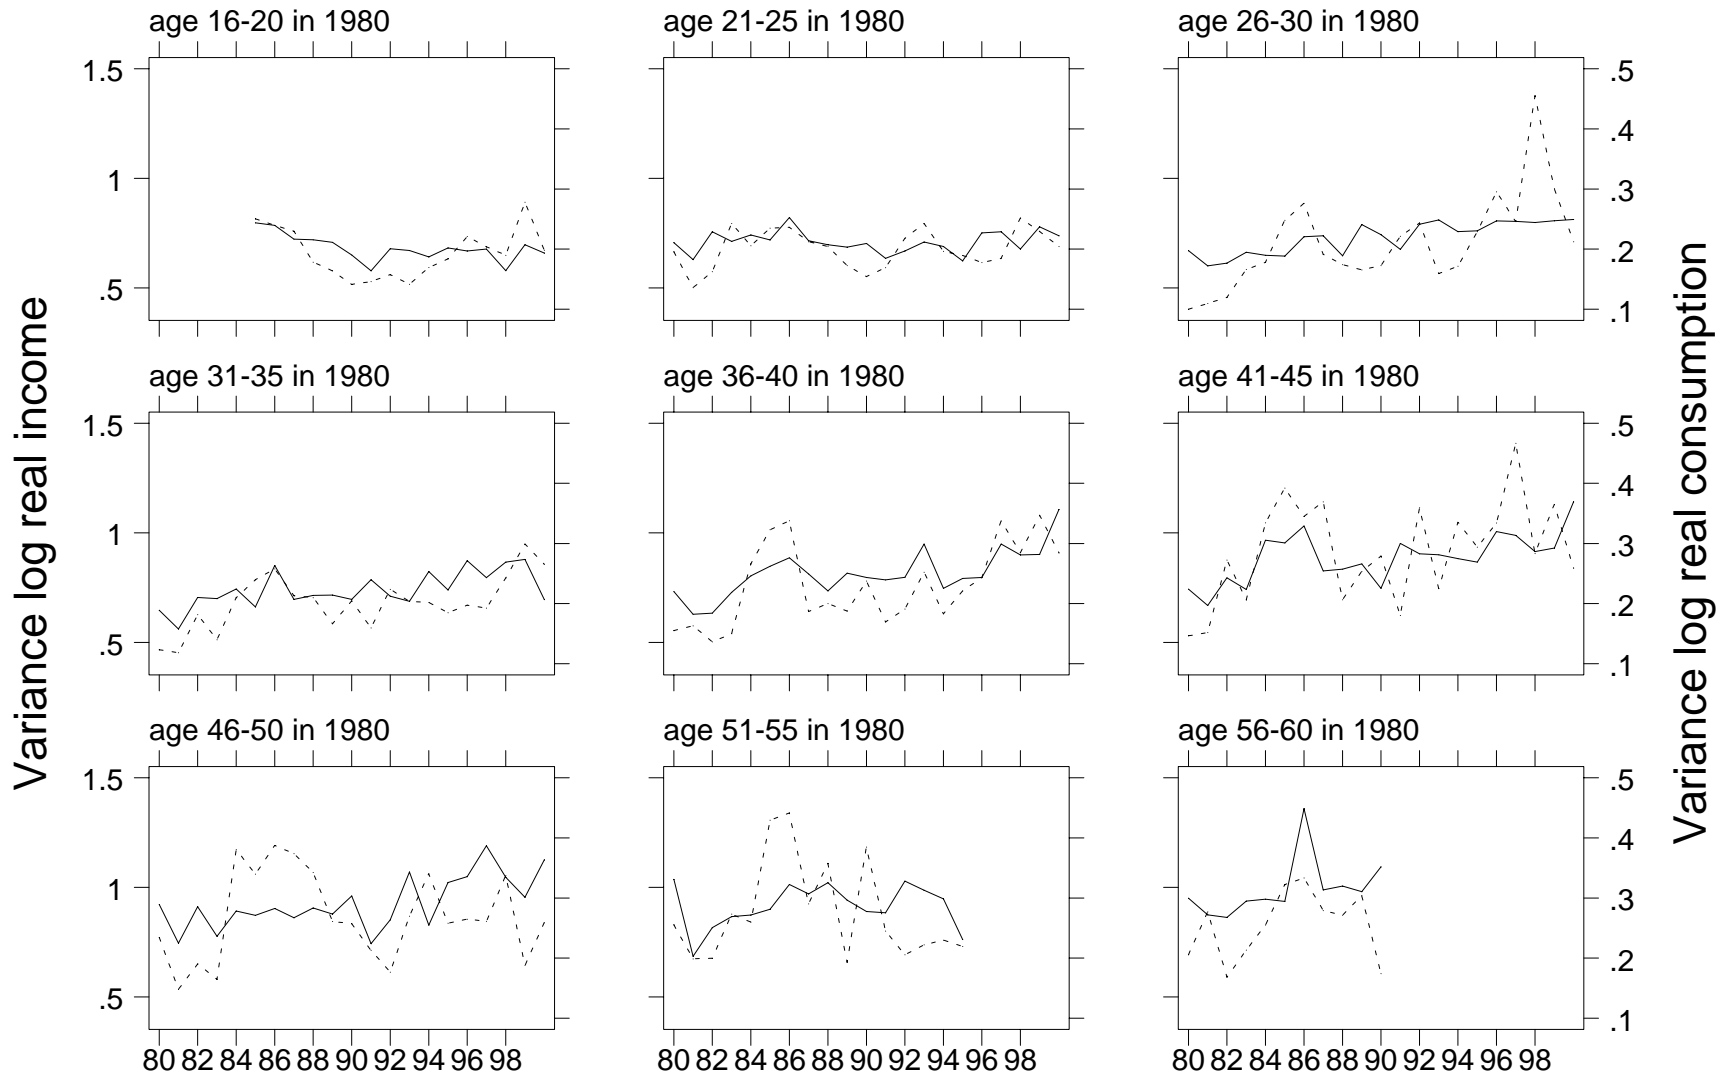 age 16-20 in 1980
age 21-25 in 1980
age 26-30 in 1980
1.5
1
.5
.5
.4
.3
.2
.1
age 31-35 in 1980
age 36-40 in 1980
age 41-45 in 1980
1.5
1
.5
.5
.4
.3
.2
.1
age 46-50 in 1980
age 51-55 in 1980
age 56-60 in 1980
1.5
1
.5
.5
.4
.3
.2
.1
80 82 84 86 88 90 92 94 96 98
80 82 84 86 88 90 92 94 96 98
80 82 84 86 88 90 92 94 96 98
Variance log real income
Variance log real consumption